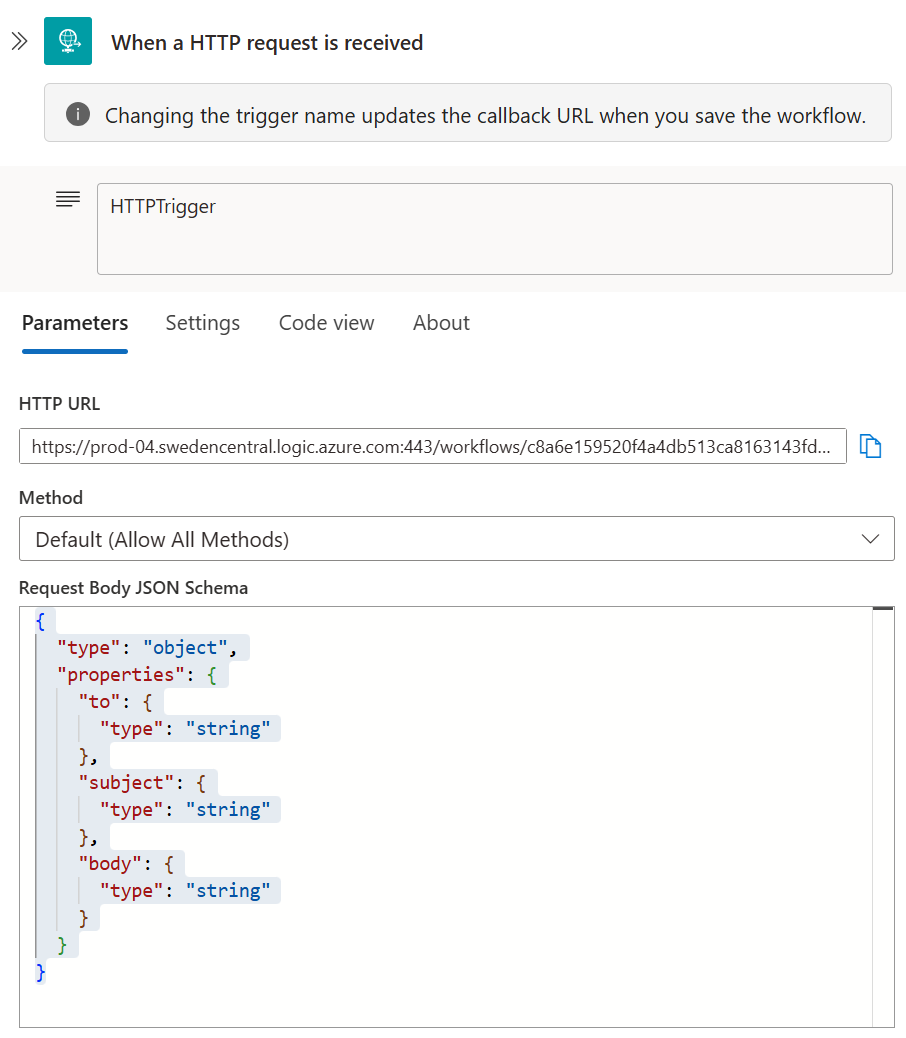 When a HTTP request is received
Changing the trigger name updates the callback URL when you save the workflow.
HTTPTrigger
Parameters Settings Code view About
HTTP URL
https://prod-04.swedencentral.logic.azure.com:443/workflows/c8a6e159520f4a4db513ca8163143fd...
Method
Default (Allow All Methods)
Request Body JSON Schema
{
  "type": "object",
  "properties": {
    "to": {
      "type": "string"
    },
    "subject": {
      "type": "string"
    },
    "body": {
      "type": "string"
    }
  }
}